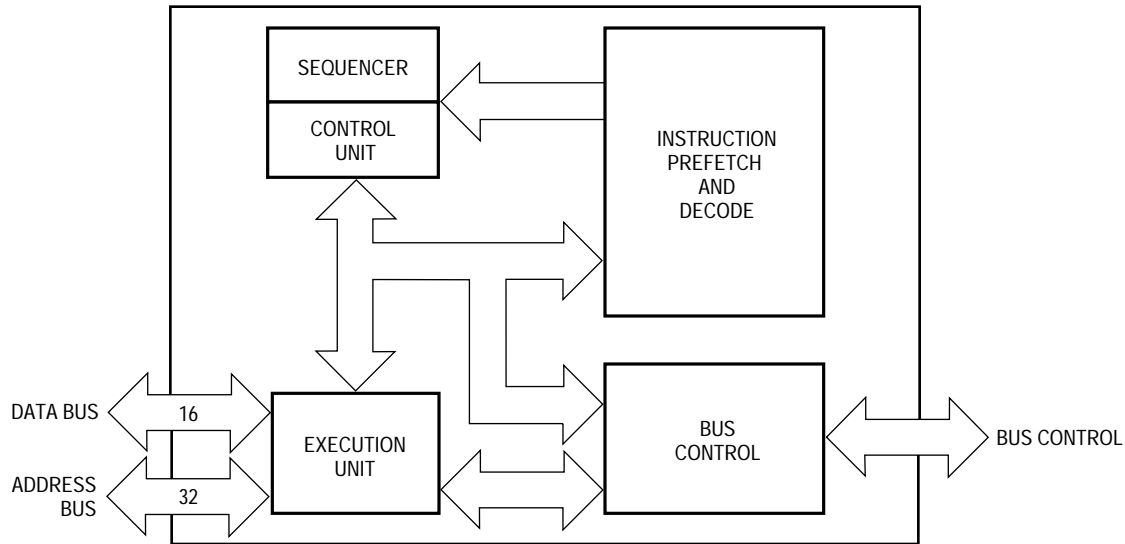 SEQUENCER
CONTROL
UNIT
INSTRUCTION
PREFETCH
AND
DECODE
DATA BUS
16
EXECUTION
UNIT
BUS
CONTROL
BUS CONTROL
ADDRESS
BUS
32